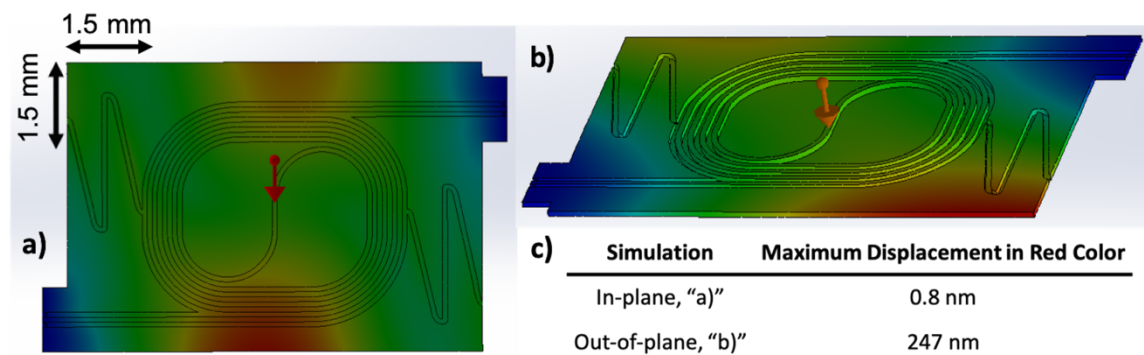 1.5 mm
1.5 mm
a)
b)
c)
Simulation Maximum Displacement in Red Color
In-plane, “a)” 0.8 nm
Out-of-plane, “b)” 247 nm